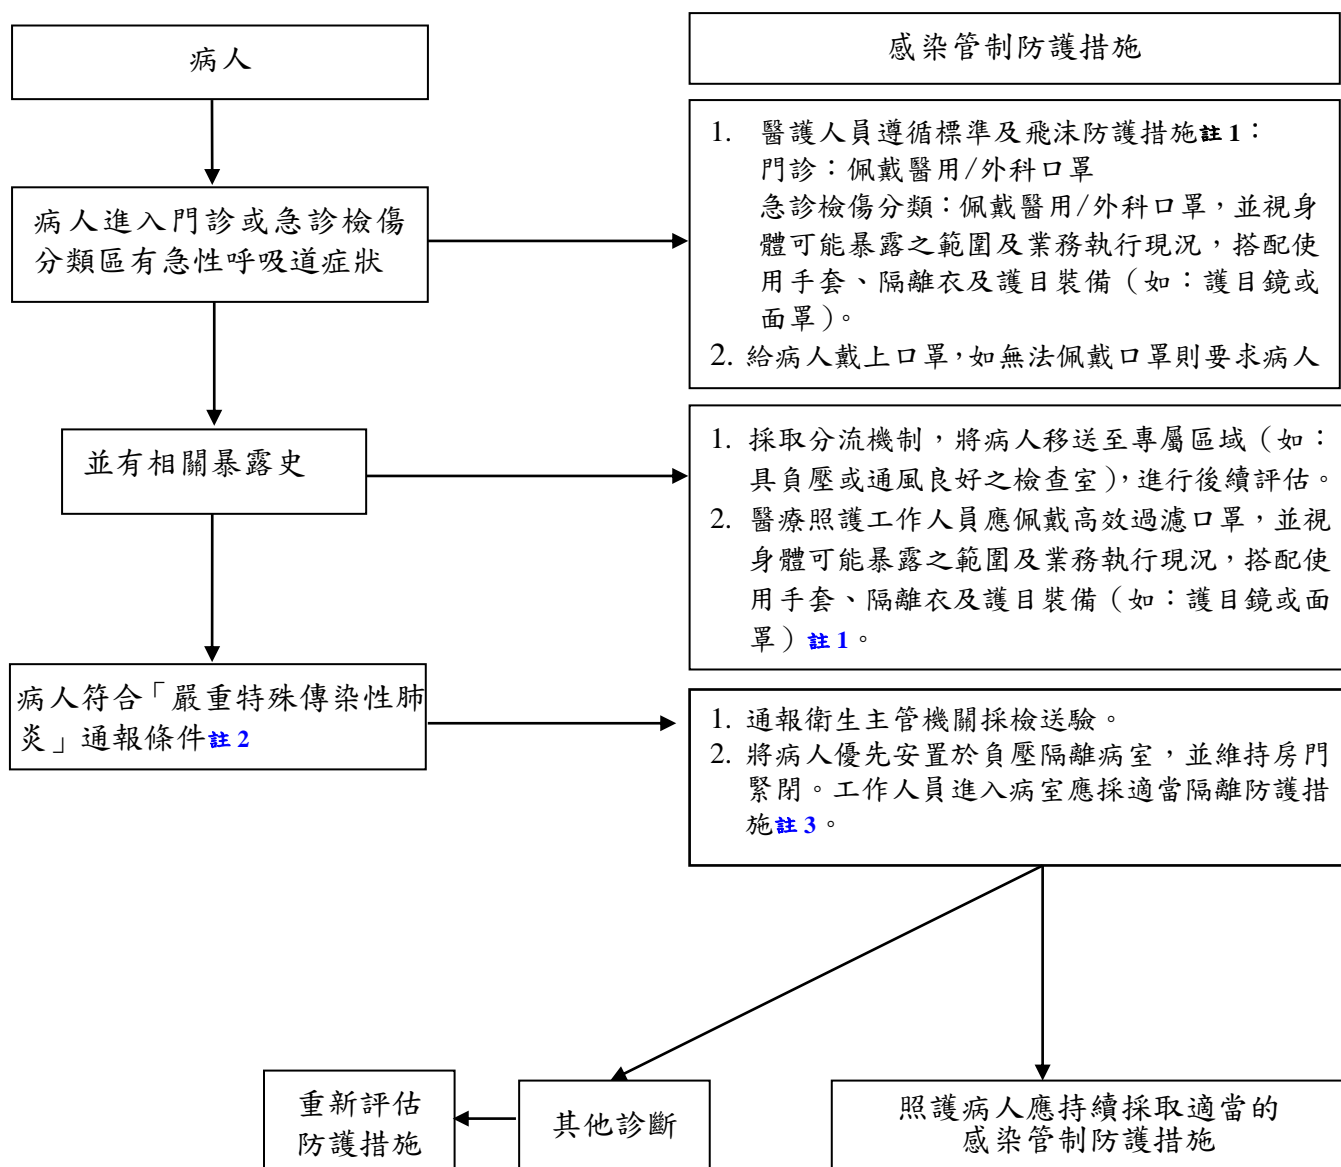 病人
感染管制防護措施
1. 醫護人員遵循標準及飛沫防護措施註1：
門診：佩戴醫用/外科口罩
急診檢傷分類：佩戴醫用/外科口罩，並視身
體可能暴露之範圍及業務執行現況，搭配使
用手套、隔離衣及護目裝備（如：護目鏡或
面罩）。
2. 給病人戴上口罩，如無法佩戴口罩則要求病人
病人進入門診或急診檢傷
分類區有急性呼吸道症狀
並有相關暴露史
1. 採取分流機制，將病人移送至專屬區域（如：
具負壓或通風良好之檢查室），進行後續評估。
2. 醫療照護工作人員應佩戴高效過濾口罩，並視
身體可能暴露之範圍及業務執行現況，搭配使
用手套、隔離衣及護目裝備（如：護目鏡或面
罩）註1。
病人符合「嚴重特殊傳染性肺
炎」通報條件註2
1. 通報衛生主管機關採檢送驗。
2. 將病人優先安置於負壓隔離病室，並維持房門
緊閉。工作人員進入病室應採適當隔離防護措
施註3。
重新評估
防護措施
其他診斷
照護病人應持續採取適當的
感染管制防護措施